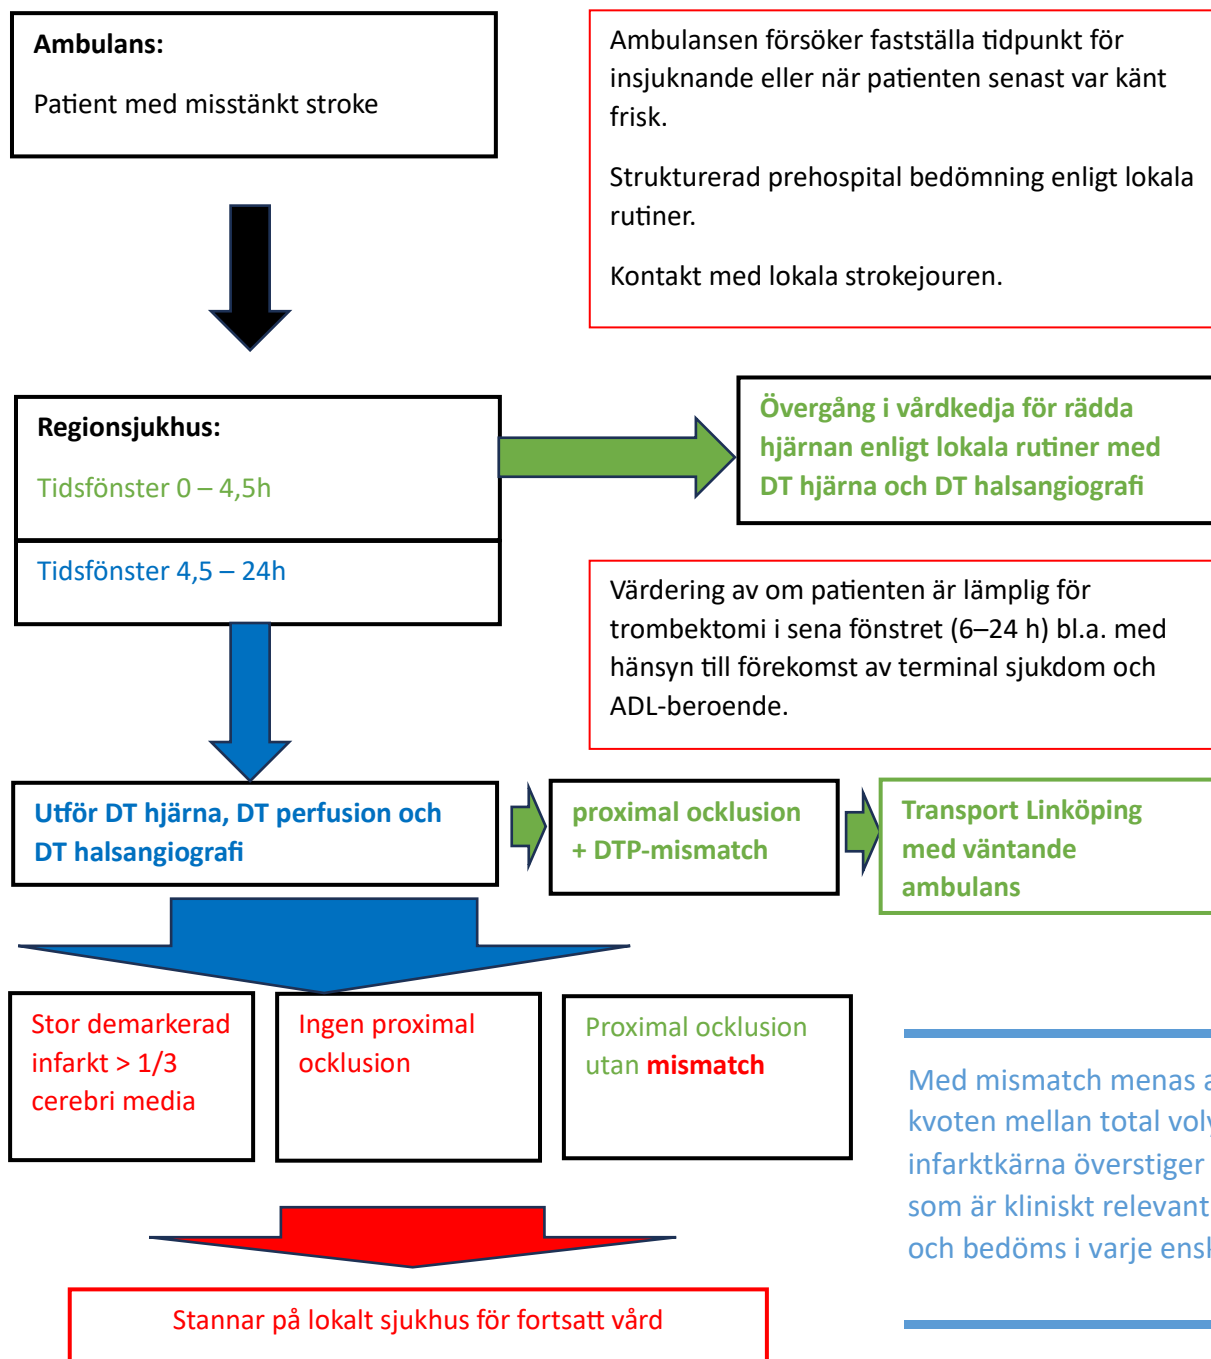 Ambulans:
Patient med misstänkt stroke
Ambulansen försöker fastställa tidpunkt för
insjuknande eller när patienten senast var känt
frisk.
Strukturerad prehospital bedömning enligt lokala
rutiner.
Kontakt med lokala strokejouren.
Regionsjukhus:
Tidsfönster 0 – 4,5h
Tidsfönster 4,5 – 24h
Övergång i vårdkedja för rädda
hjärnan enligt lokala rutiner med
DT hjärna och DT halsangiografi
Värdering av om patienten är lämplig för
trombektomi i sena fönstret (6–24 h) bl.a. med
hänsyn till förekomst av terminal sjukdom och
ADL-beroende.
Utför DT hjärna, DT perfusion och
DT halsangiografi
proximal ocklusion
+ DTP-mismatch
Transport Linköping
med väntande
ambulans
Stor demarkerad
infarkt > 1/3
cerebri media
Ingen proximal
ocklusion
Proximal ocklusion
utan mismatch
Med mismatch menas
kvoten mellan total
infarktkärna överstiger
som är kliniskt relevant
och bedöms i varje
Stannar på lokalt sjukhus för fortsatt vård